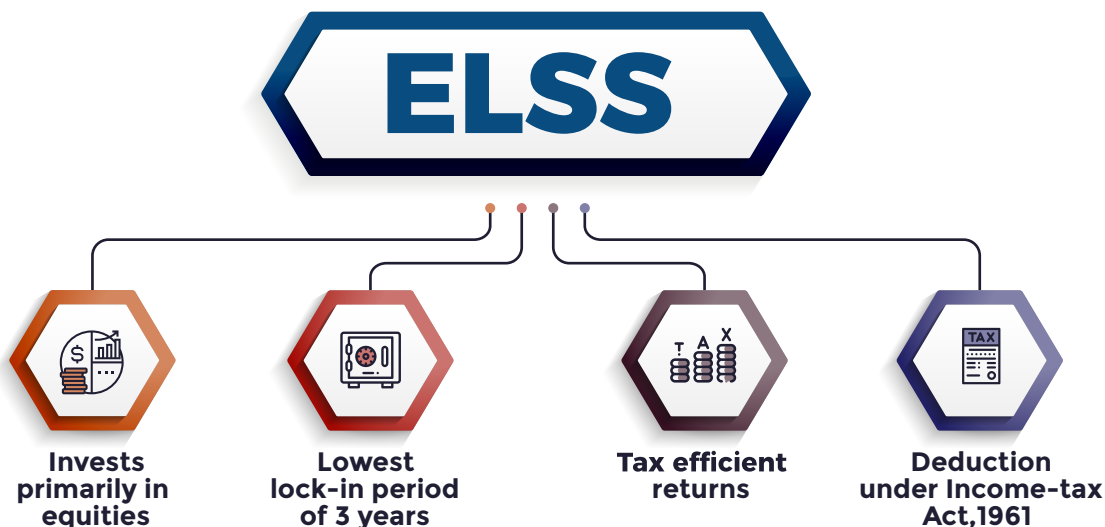 ELSS
$
T A X
TAX
Invests
primarily in
equities
Lowest
lock-in period
of 3 years
Tax efficient
returns
Deduction
under Income-tax
Act,1961